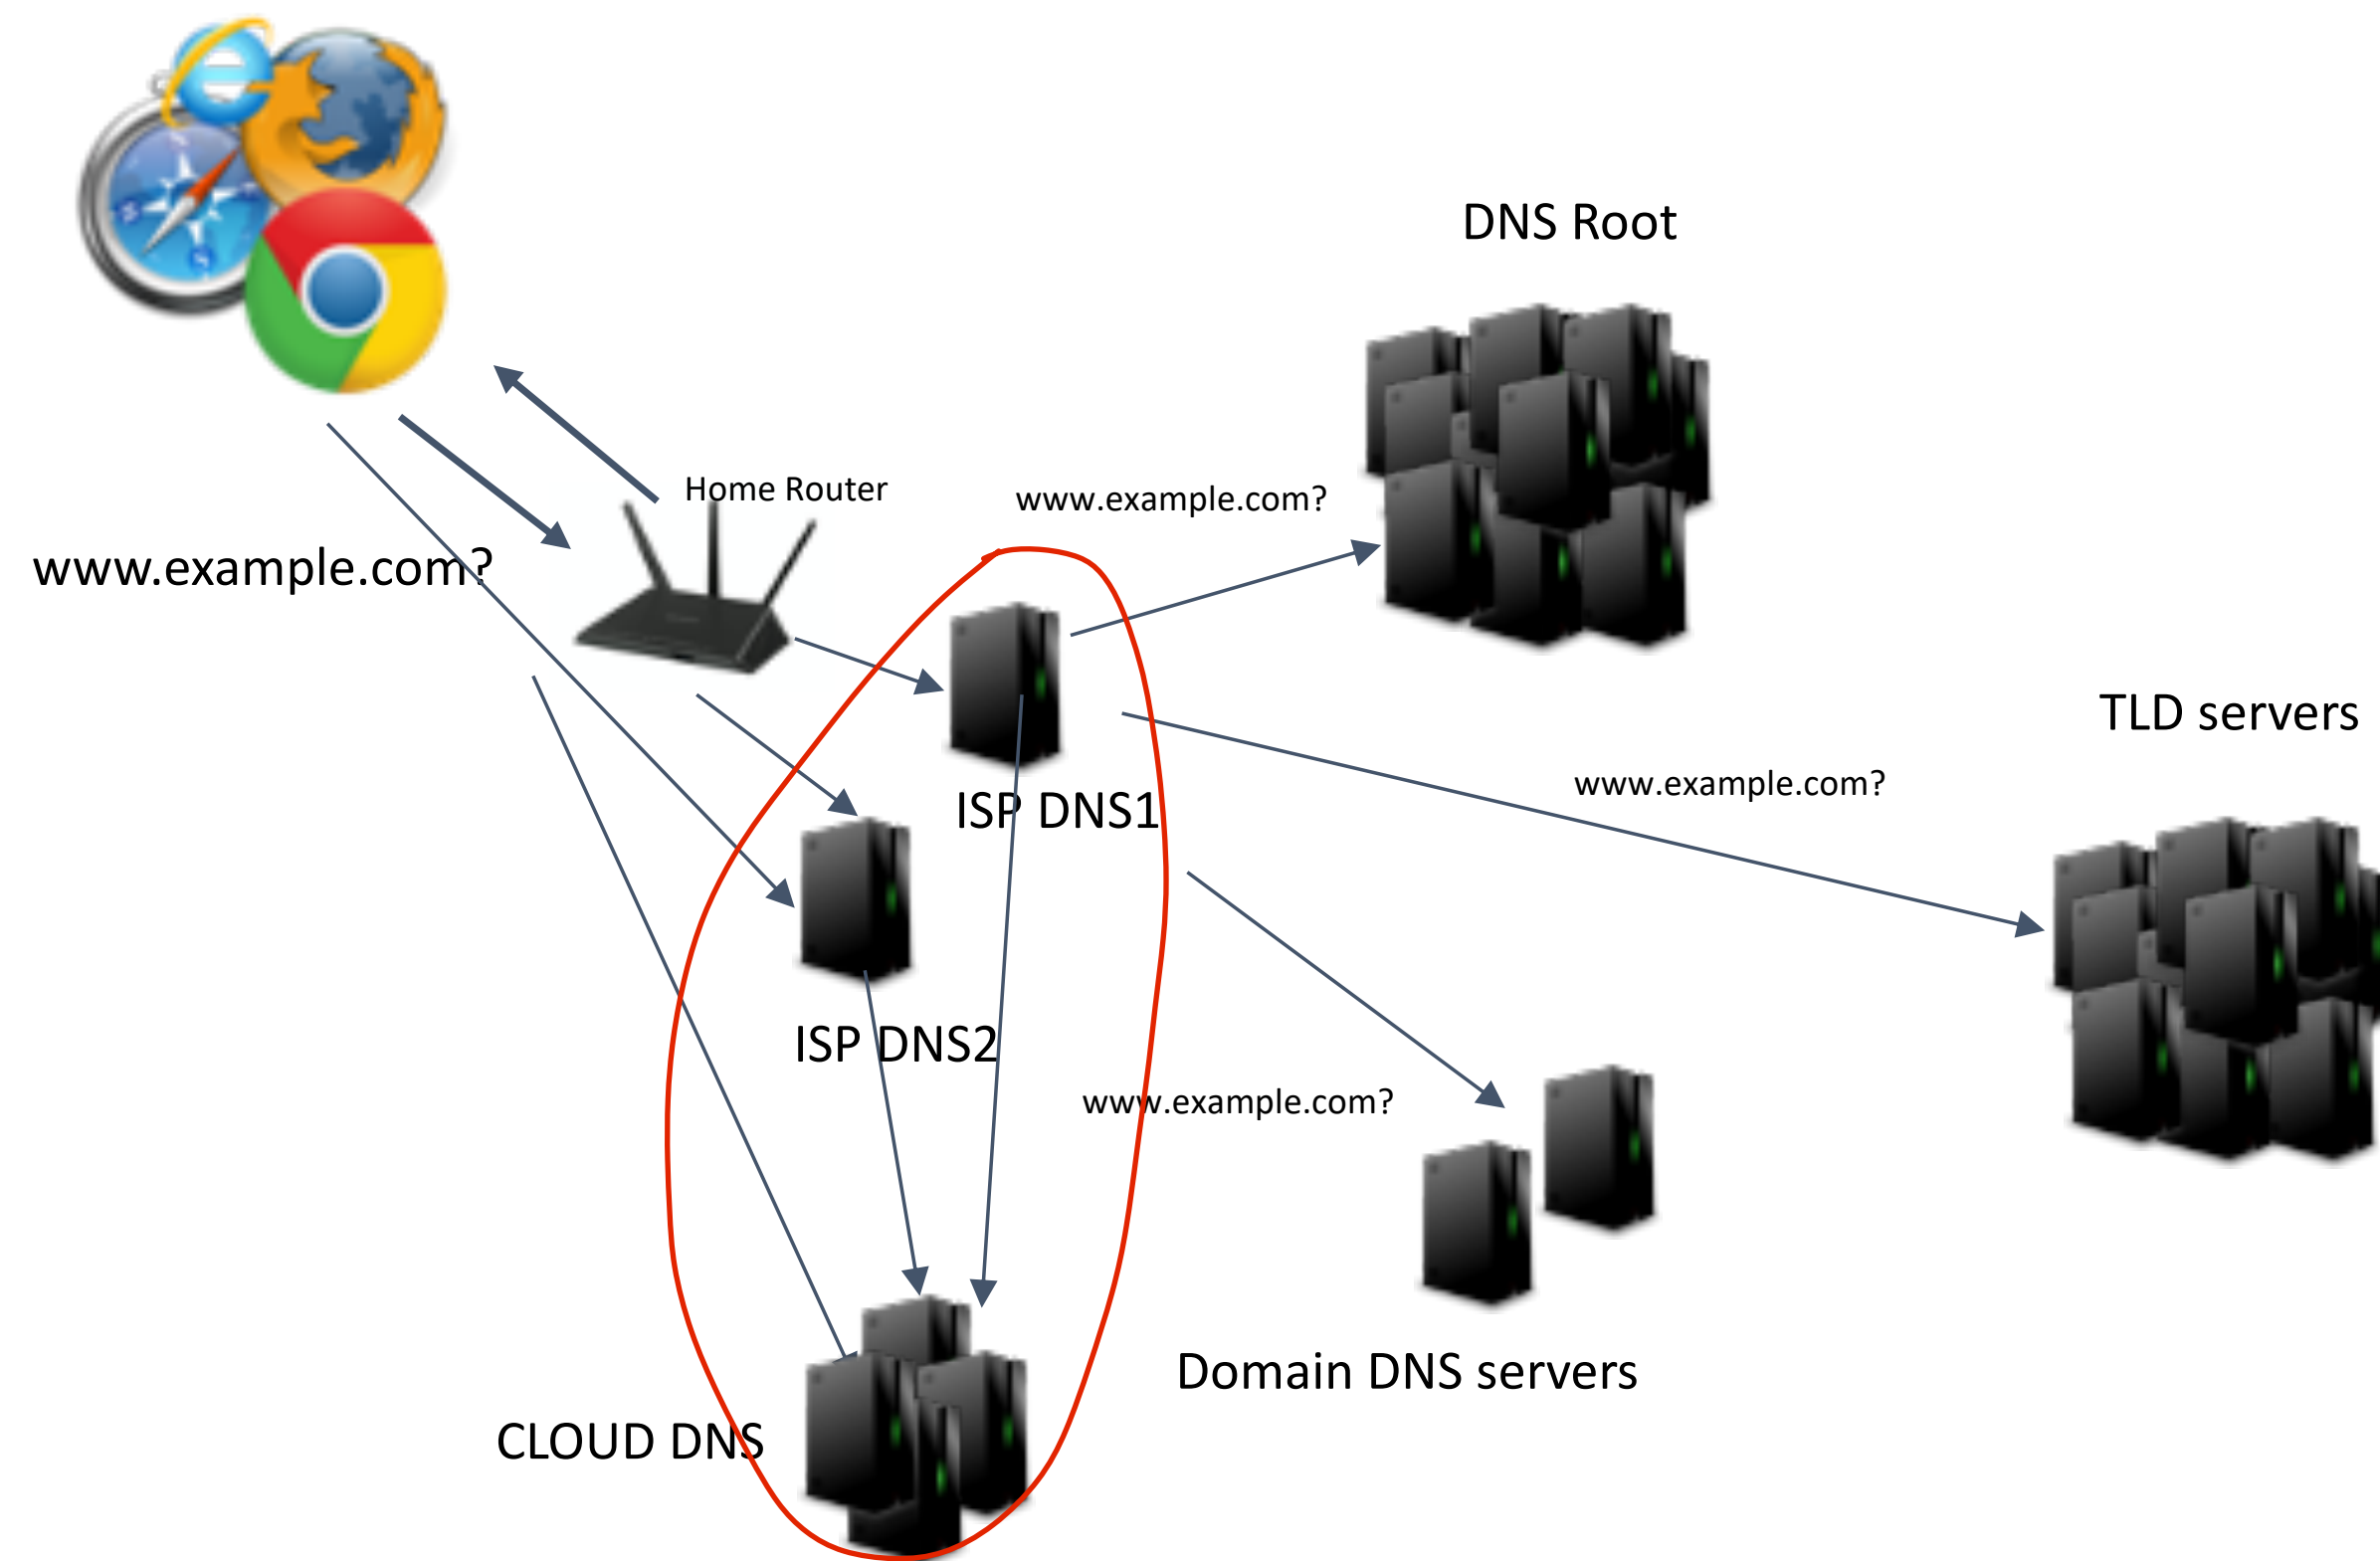 DNS Root
Home Router
www.example.com?
www.example.com?
TLD servers
www.example.com?
ISP DNS1
ISP DNS2
www.example.com?
Domain DNS servers
CLOUD DNS